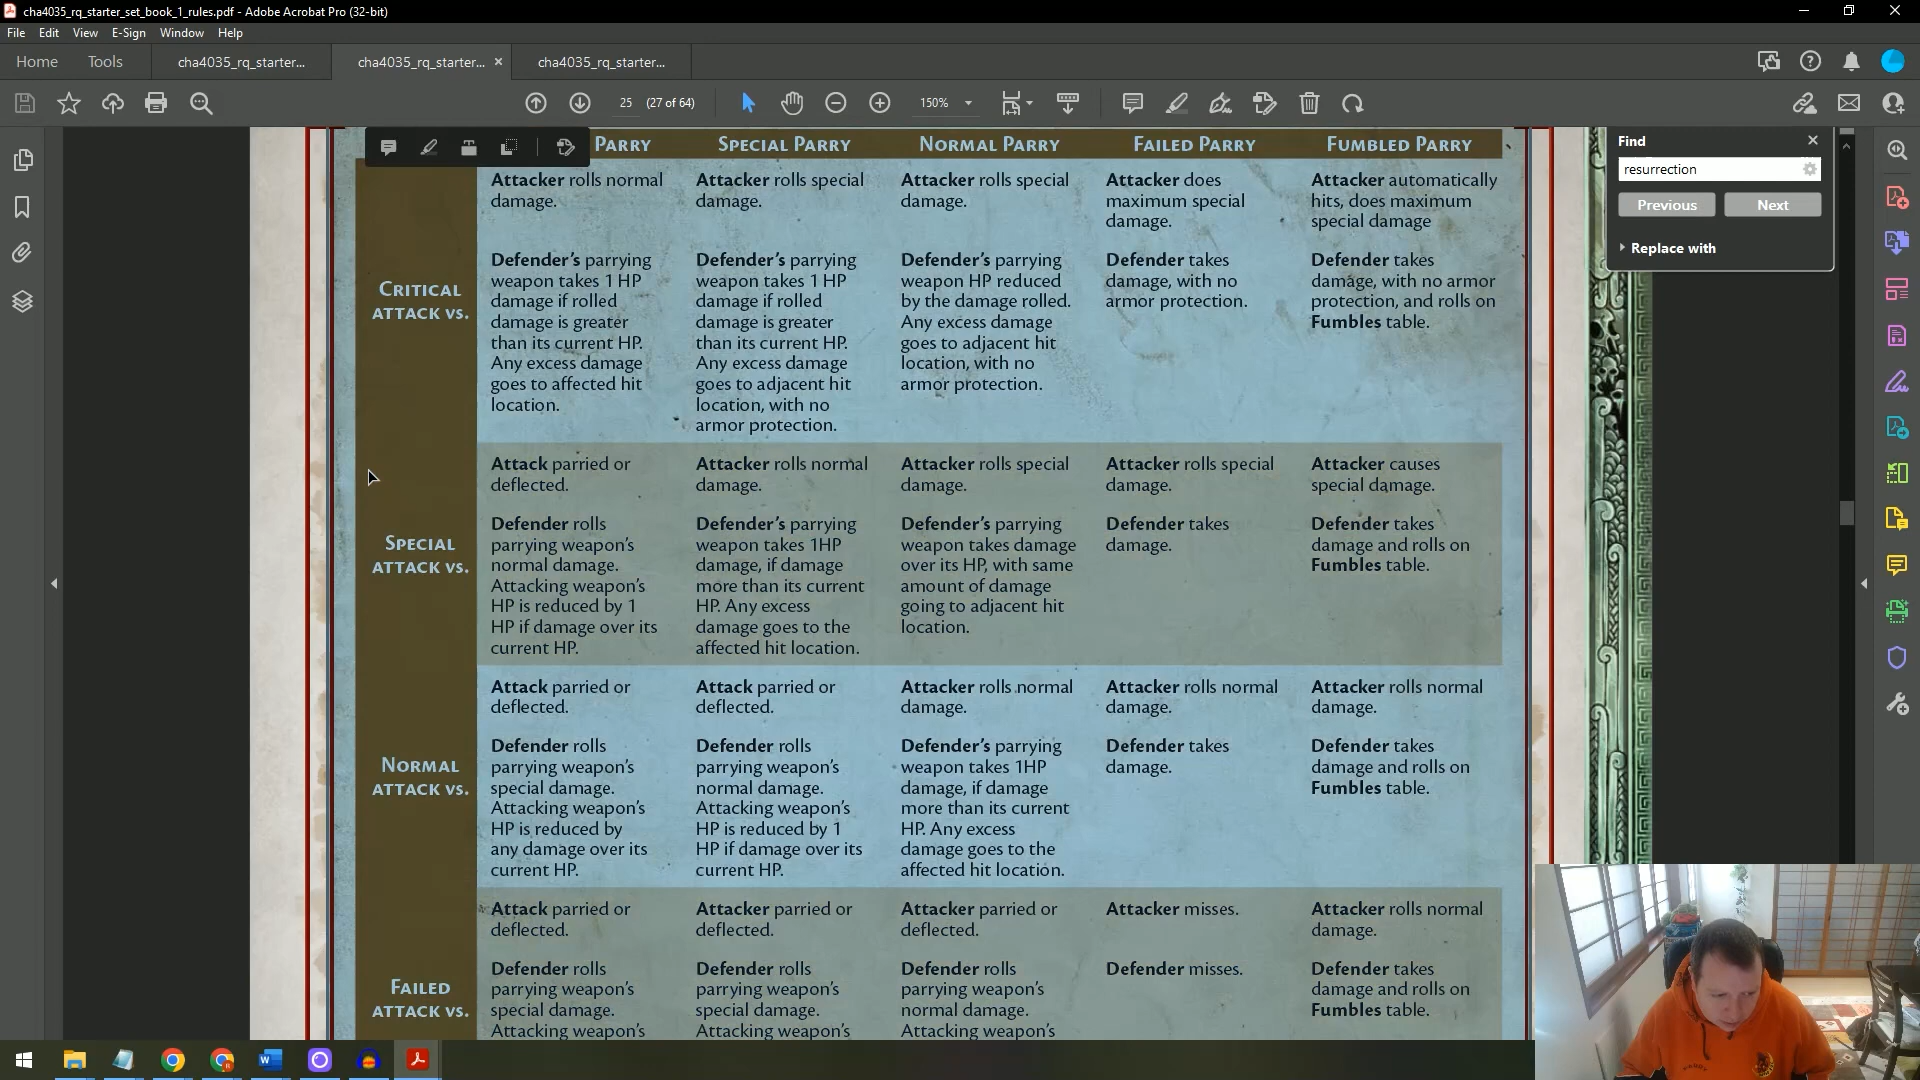 cha4035_rq_starter_set_book_1_rules.pdf - Adobe Acrobat Pro (32-bit)
File Edit View E-Sign Window Help
Home Tools cha4035_rq_starter... cha4035_rq_starter... × cha4035_rq_starter...
25 (27 of 64) 150%
Find
resurrection
Previous Next
Replace with
Parry Special Parry Normal Parry Failed Parry Fumbled Parry
Critical
attack vs.
Attacker rolls normal
damage.
Defender's parrying
weapon takes 1 HP
damage if rolled
damage is greater
than its current HP.
Any excess damage
goes to affected hit
location.
Attacker rolls special
damage.
Defender's parrying
weapon takes 1 HP
damage if rolled
damage is greater
than its current HP.
Any excess damage
goes to adjacent hit
location, with no
armor protection.
Attacker rolls special
damage.
Defender's parrying
weapon HP reduced
by the damage rolled.
Any excess damage
goes to adjacent hit
location, with no
armor protection.
Attacker does
maximum special
damage.
Defender takes
damage, with no
armor protection.
Attacker automatically
hits, does maximum
special damage
Defender takes
damage, with no armor
protection, and rolls on
Fumbles table.
Special
attack vs.
Attack parried or
deflected.
Defender rolls
parrying weapon's
normal damage.
Attacking weapon's
HP is reduced by 1
HP if damage over its
current HP.
Attacker rolls normal
damage.
Defender's parrying
weapon takes 1HP
damage, if damage
more than its current
HP. Any excess
damage goes to the
affected hit location.
Attacker rolls special
damage.
Defender's parrying
weapon takes damage
over its HP, with same
amount of damage
going to adjacent hit
location.
Attacker rolls special
damage.
Defender takes
damage.
Attacker causes
special damage.
Defender takes
damage and rolls on
Fumbles table.
Normal
attack vs.
Attack parried or
deflected.
Defender rolls
parrying weapon's
special damage.
Attacking weapon's
HP is reduced by
any damage over its
current HP.
Attack parried or
deflected.
Defender rolls
parrying weapon's
normal damage.
Attacking weapon's
HP is reduced by 1
HP if damage over its
current HP.
Attacker rolls normal
damage.
Defender's parrying
weapon takes 1HP
damage, if damage
more than its current
HP. Any excess
damage goes to the
affected hit location.
Attacker rolls normal
damage.
Defender takes
damage.
Attacker rolls normal
damage.
Defender takes
damage and rolls on
Fumbles table.
Failed
attack vs.
Attack parried or
deflected.
Defender rolls
parrying weapon's
special damage.
Attacking weapon's
Attacker parried or
deflected.
Defender rolls
parrying weapon's
special damage.
Attacking weapon's
Attacker parried or
deflected.
Defender rolls
parrying weapon's
normal damage.
Attacking weapon's
Attacker misses.
Defender misses.
Attacker rolls normal
damage.
Defender takes
damage and rolls on
Fumbles table.